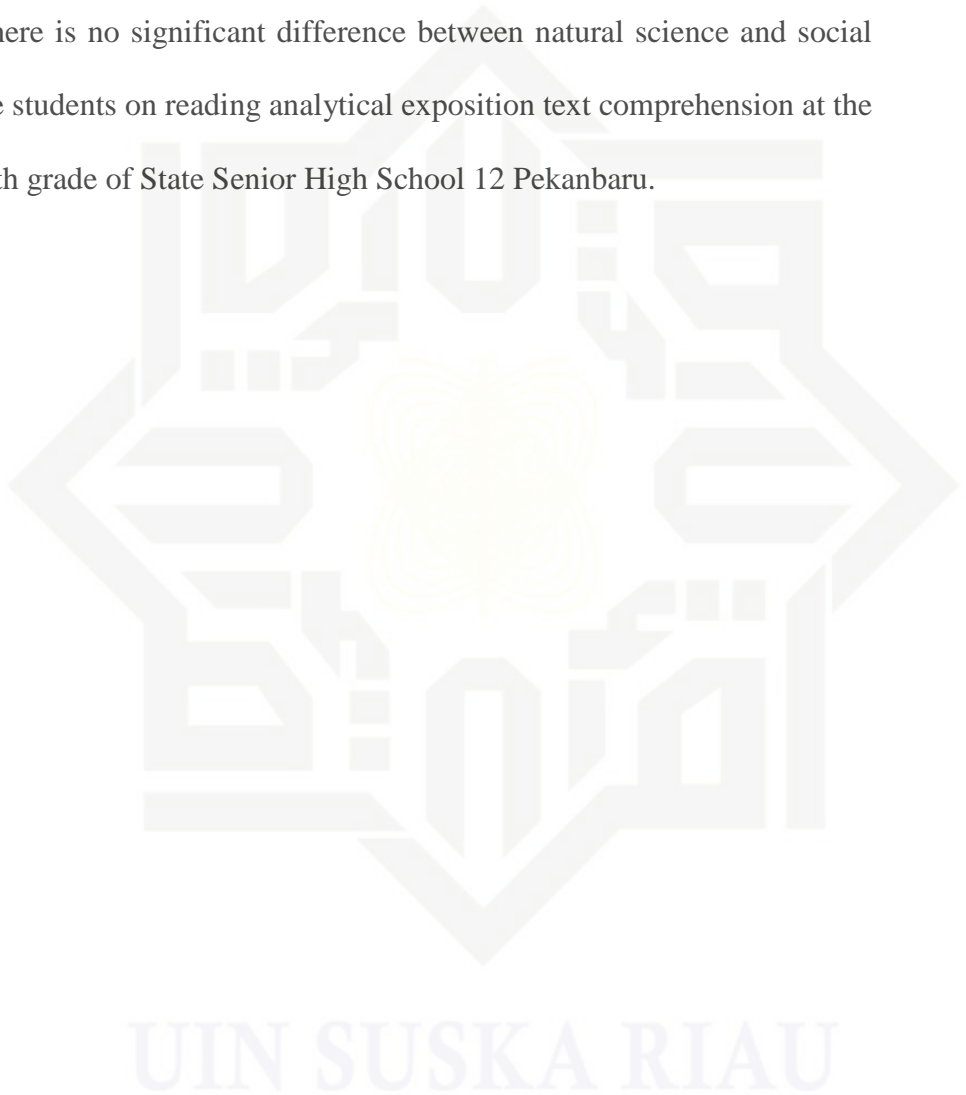 here is no significant difference between natural science and social
e students on reading analytical exposition text comprehension at the
th grade of State Senior High School 12 Pekanbaru.
UIN SUSKA RIAU